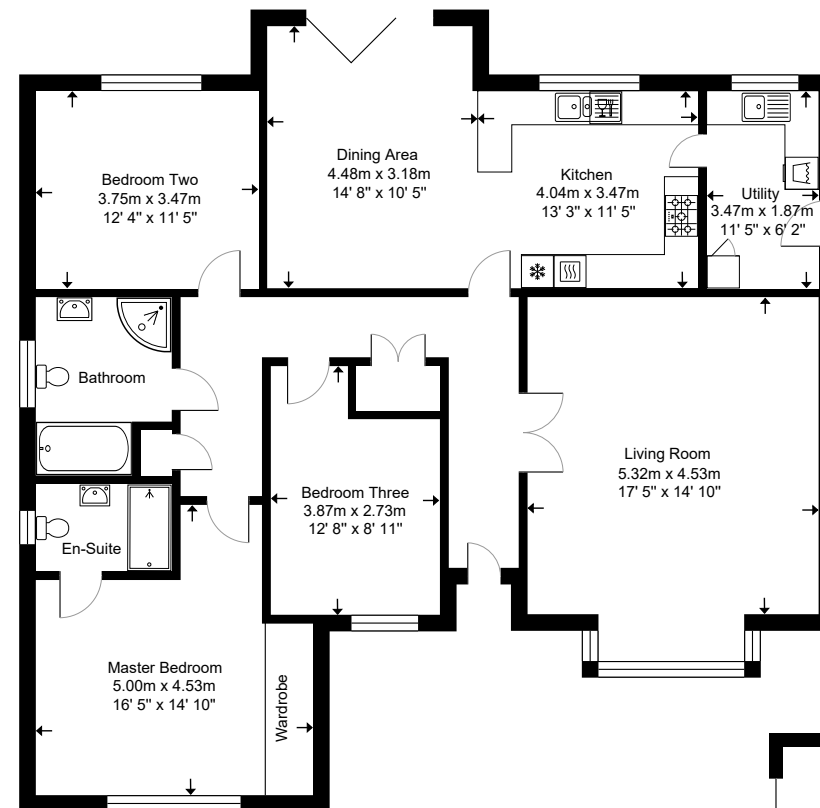 Bedroom Two
3.75m x 3.47m
12' 4" x 11' 5"
Dining Area
4.48m x 3.18m
14' 8" x 10' 5"
Kitchen
4.04m x 3.47m
13' 3" x 11' 5"
Utility
3.47m x 1.87m
11' 5" x 6' 2"
Bathroom
Living Room
5.32m x 4.53m
17' 5" x 14' 10"
Bedroom Three
3.87m x 2.73m
12' 8" x 8' 11"
En-Suite
Master Bedroom
5.00m x 4.53m
16' 5" x 14' 10"
Wardrobe